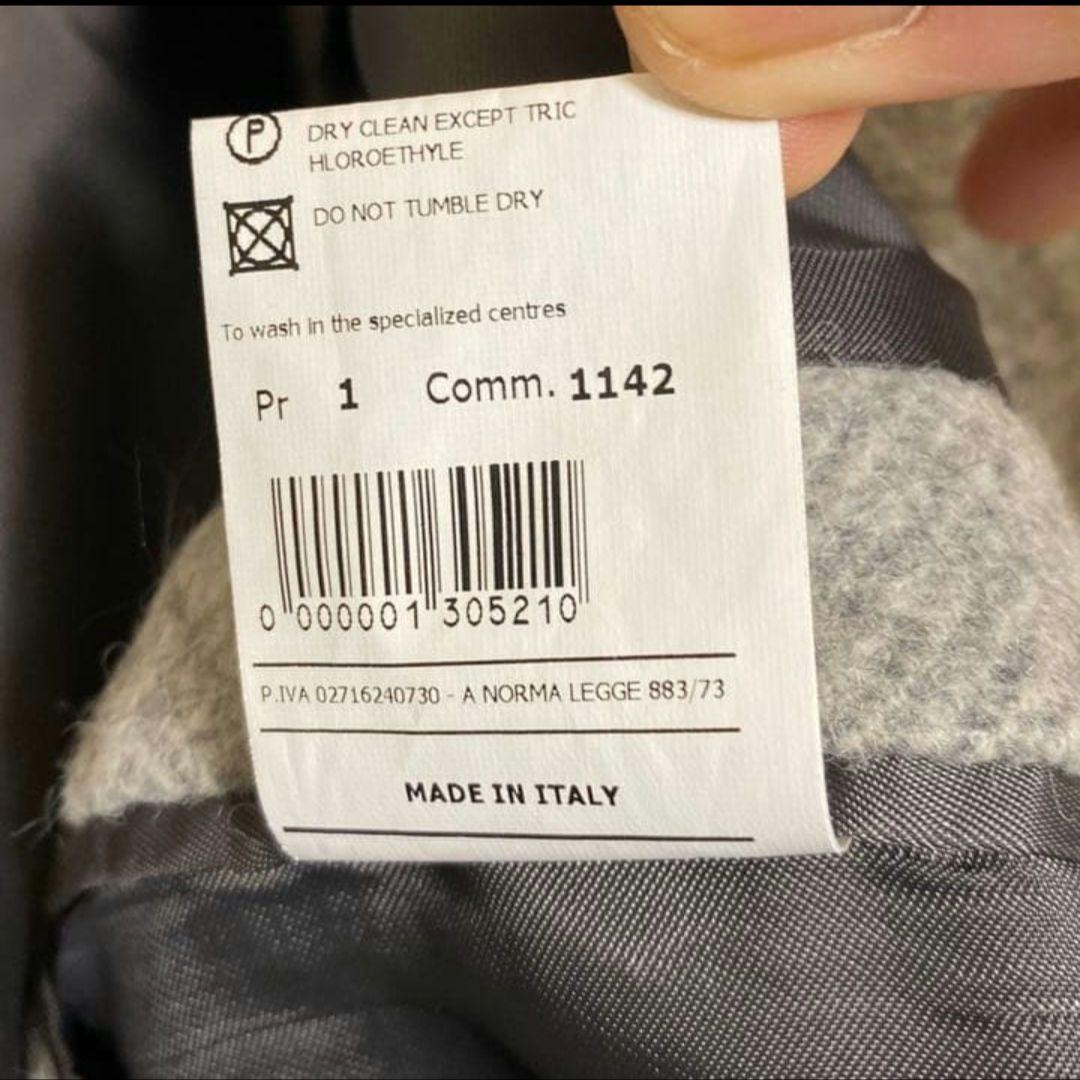 P DRY CLEAN EXCEPT TRIC
HLOROETHYLE
DO NOT TUMBLE DRY
To wash in the specialized centres
Pr 1 Comm. 1142
0 000001 305210
P.IVA 02716240730 - A NORMA LEGGE 883/73
MADE IN ITALY